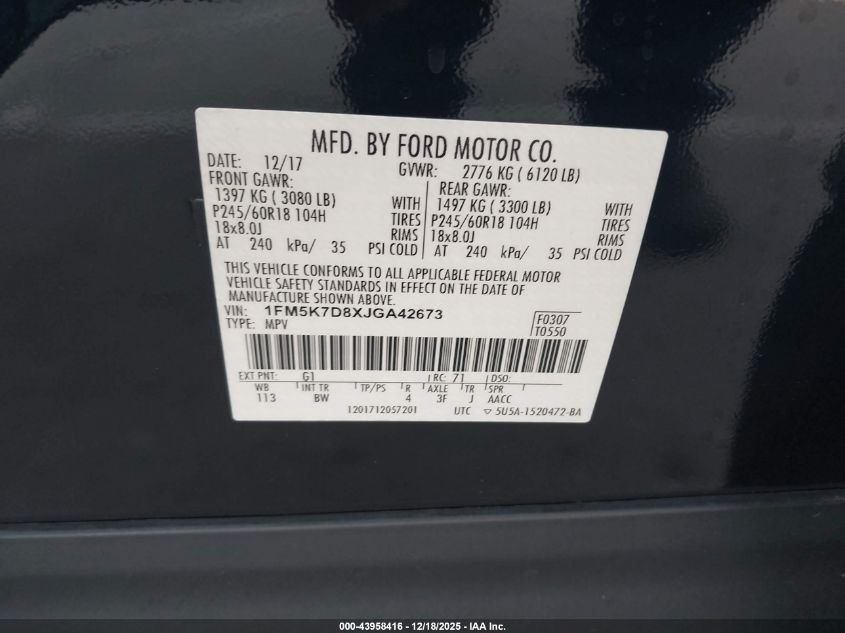 MFD. BY FORD MOTOR CO.
DATE: 12/17 GVWR: 2776 KG ( 6120 LB)
FRONT GAWR: REAR GAWR:
1397 KG ( 3080 LB) WITH 1497 KG ( 3300 LB) WITH
P245/60R18 104H TIRES P245/60R18 104H TIRES
18x8.0J RIMS 18x8.0J RIMS
AT 240 kPa/ 35 PSI COLD AT 240 kPa/ 35 PSI COLD
THIS VEHICLE CONFORMS TO ALL APPLICABLE FEDERAL MOTOR
VEHICLE SAFETY STANDARDS IN EFFECT ON THE DATE OF
MANUFACTURE SHOWN ABOVE.
VIN: 1FM5K7D8XJGA42673 F0307
TYPE: MPV T0550
EXT PNT: G1 RC: 71 DSO:
WB INT TR TP/PS R AXLE TR SPR
113 BW 4 3F J AACC
1201712057201 UTC ▽ 5U5A-1520472-BA
000-43958416 - 12/18/2025 - IAA Inc.